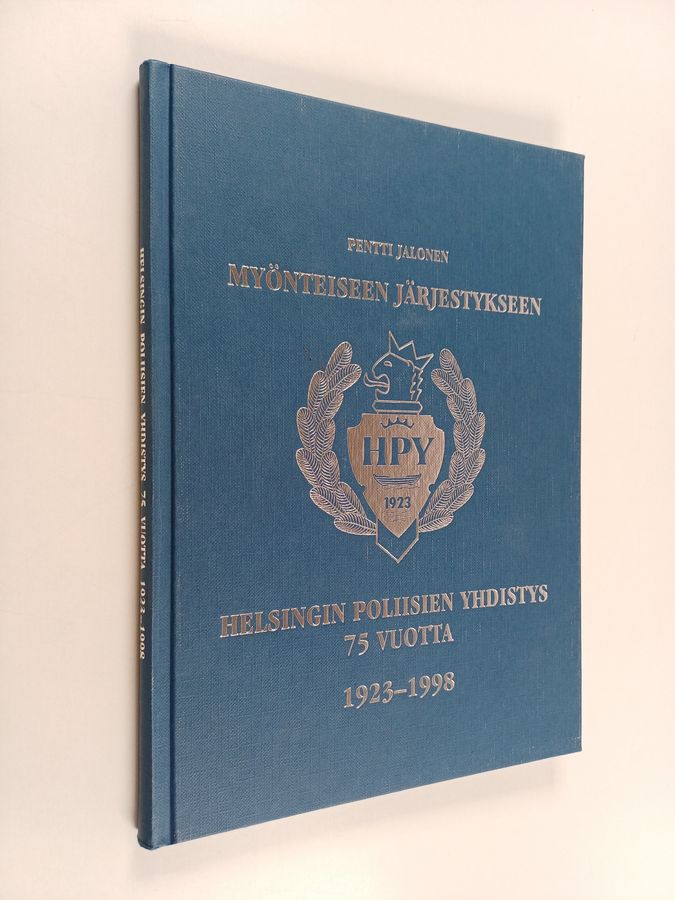 HELSINGIN POLIISIEN YHDISTYS 75 VUOTTA 1923–1998
PENTTI JALONEN
MYÖNTEISEEN JÄRJESTYKSEEN
HPY
1923
HELSINGIN POLIISIEN YHDISTYS
75 VUOTTA
1923–1998